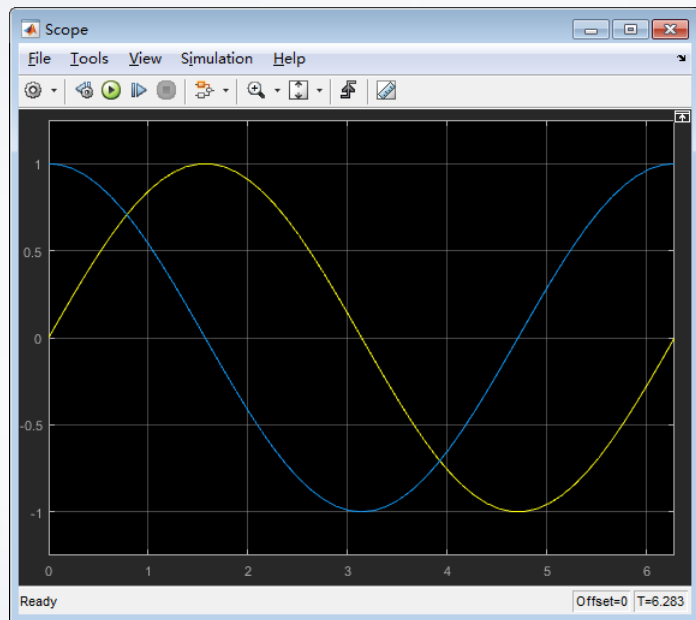 Scope
File Tools View Simulation Help
1
0.5
0
-0.5
-1
0 1 2 3 4 5 6
Ready Offset=0 T=6.283